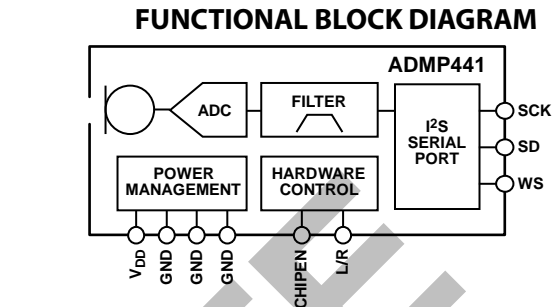 FUNCTIONAL BLOCK DIAGRAM
ADMP441
ADC
FILTER
I²S
SERIAL
PORT
SCK
SD
WS
POWER
MANAGEMENT
HARDWARE
CONTROL
VDD
GND
GND
GND
CHIPEN
L/R